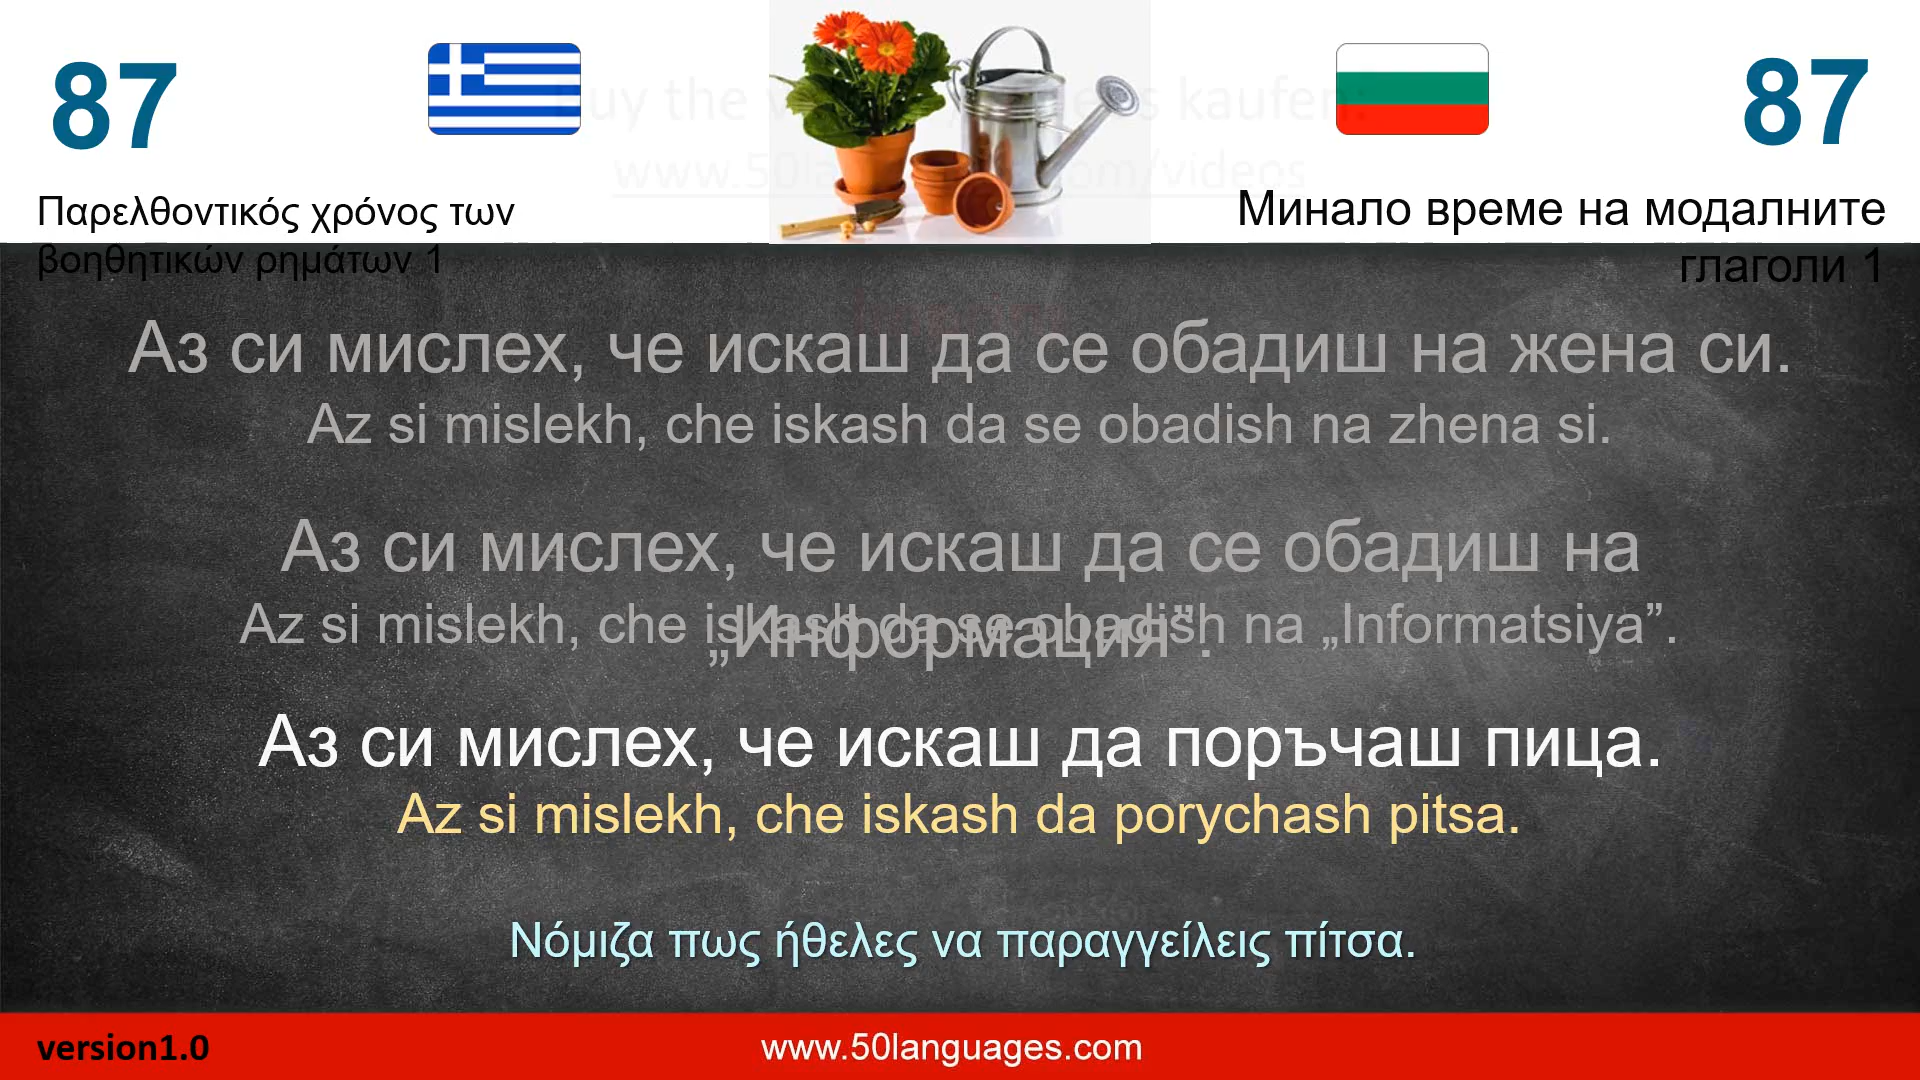 87
87
Παρελθοντικός χρόνος των
βοηθητικών ρημάτων 1
Минало време на модалните
глаголи 1
Аз си мислех, че искаш да се обадиш на жена си.
Az si mislekh, che iskash da se obadish na zhena si.
Аз си мислех, че искаш да се обадиш на
„Информация”.
Az si mislekh, che iskash da se obadish na „Informatsiya”.
Аз си мислех, че искаш да поръчаш пица.
Az si mislekh, che iskash da porychash pitsa.
Νόμιζα πως ήθελες να παραγγείλεις πίτσα.
version1.0
www.50languages.com